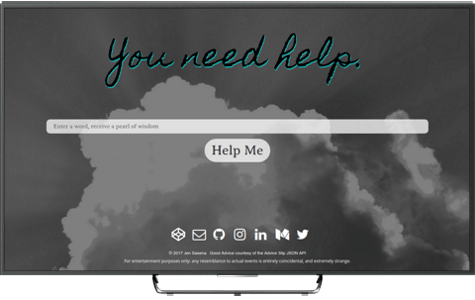 You need help.
Enter a word, receive a pearl of wisdom
Help Me
© 2017 Jen Savena Good Advice courtesy of the Advice Slip JSON API
For entertainment purposes only; any resemblance to actual events is entirely coincidental, and extremely strange.